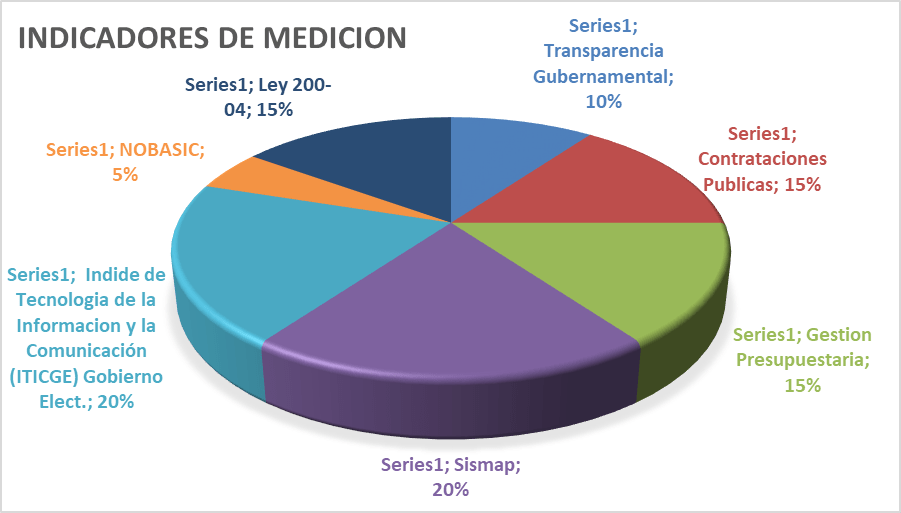 INDICADORES DE MEDICION
Series1;
Transparencia
Gubernamental;
10%
Series1;
Contrataciones
Publicas; 15%
Series1; Gestion
Presupuestaria;
15%
Series1; Sismap;
20%
Series1;  Indide de
Tecnologia de la
Informacion y la
Comunicación
(ITICGE) Gobierno
Elect.; 20%
Series1; NOBASIC;
5%
Series1; Ley 200-
04; 15%